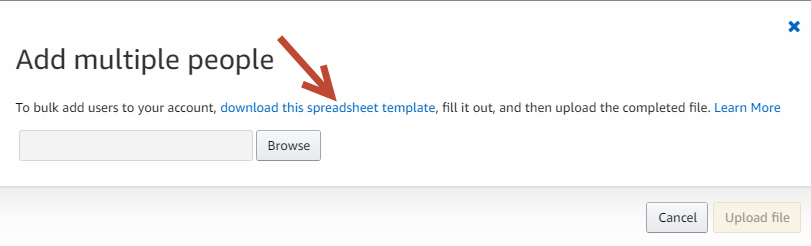 Add multiple people
To bulk add users to your account, download this spreadsheet template, fill it out, and then upload the completed file. Learn More
Browse
Cancel
Upload file